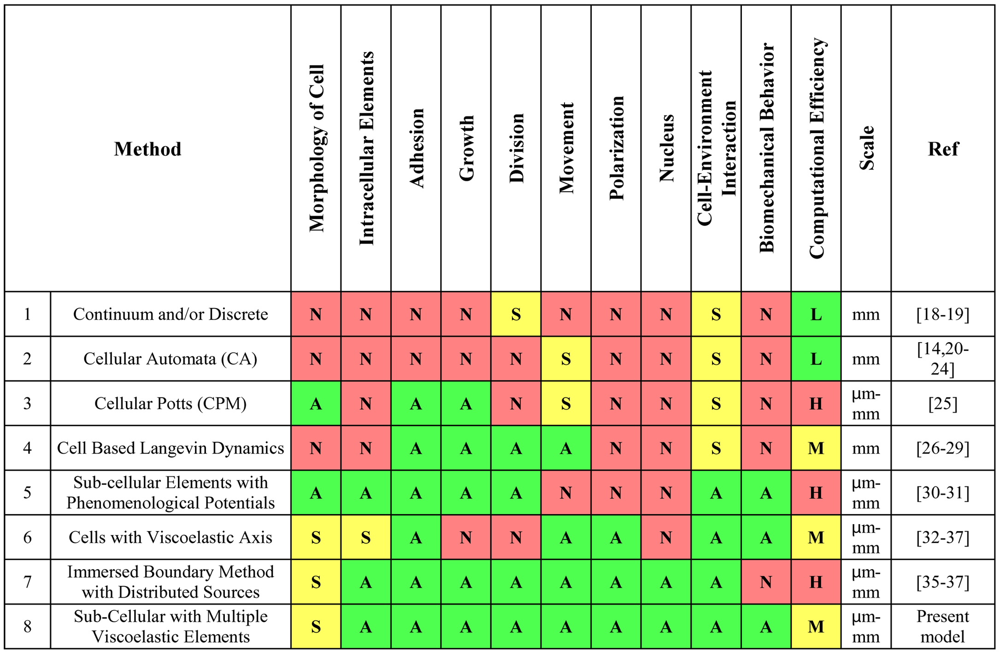 Method
Morphology of Cell
Intracellular Elements
Adhesion
Growth
Division
Movement
Polarization
Nucleus
Cell-Environment
Interaction
Biomechanical Behavior
Computational Efficiency
Scale
Ref
1 Continuum and/or Discrete N N N N S N N N S N L mm [18-19]
2 Cellular Automata (CA) N N N N N S N N S N L mm [14,20-
24]
3 Cellular Potts (CPM) A N A A N S N N S N H µm-
mm [25]
4 Cell Based Langevin Dynamics N N A A A A N N S N M mm [26-29]
5 Sub-cellular Elements with
Phenomenological Potentials A A A A A N N N A A H µm-
mm [30-31]
6 Cells with Viscoelastic Axis S S A N N A A N A A M µm-
mm [32-37]
7 Immersed Boundary Method
with Distributed Sources S A A A A A A A A N H µm-
mm [35-37]
8 Sub-Cellular with Multiple
Viscoelastic Elements S A A A A A A A A A M µm-
mm Present
model